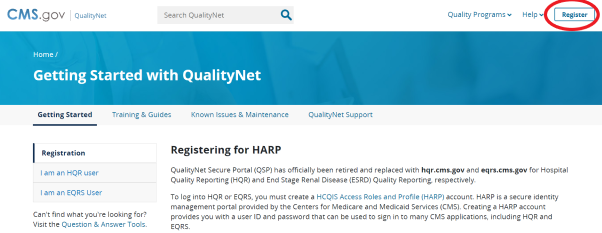 CMS.gov | QualityNet
Search QualityNet
Quality Programs
Help
Register
Home /
Getting Started with QualityNet
Getting Started
Training & Guides
Known Issues & Maintenance
QualityNet Support
Registration
I am an HQR user
I am an EQRS User
Can't find what you're looking for?
Visit the Question & Answer Tools.
Registering for HARP
QualityNet Secure Portal (QSP) has officially been retired and replaced with hqr.cms.gov and eqrs.cms.gov for Hospital
Quality Reporting (HQR) and End Stage Renal Disease (ESRD) Quality Reporting, respectively.
To log into HQR or EQRS, you must create a HCQIS Access Roles and Profile (HARP) account. HARP is a secure identity
management portal provided by the Centers for Medicare and Medicaid Services (CMS). Creating a HARP account
provides you with a user ID and password that can be used to sign in to many CMS applications, including HQR and
EQRS.